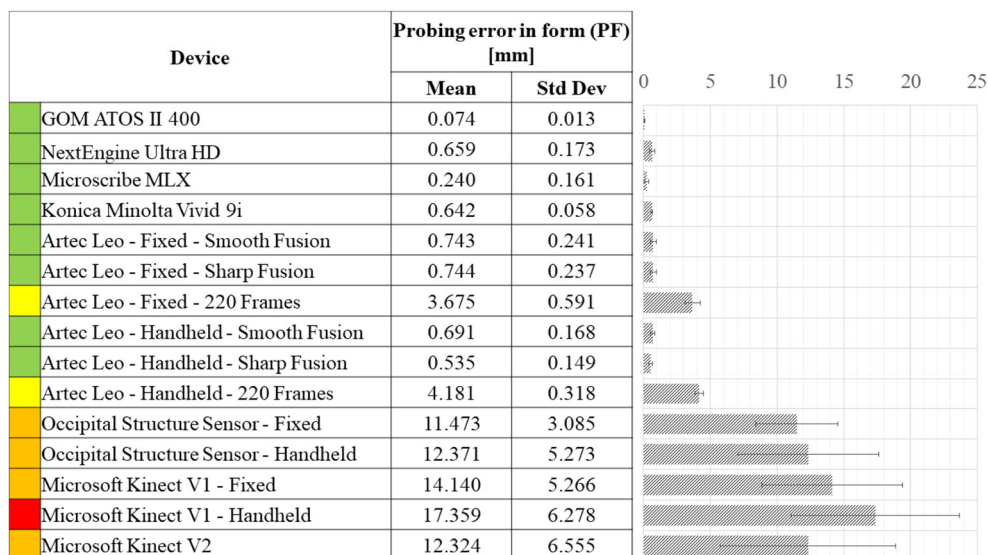 Device
Probing error in form (PF)
[mm]
Mean Std Dev
0 5 10 15 20 25
GOM ATOS II 400 0.074 0.013
NextEngine Ultra HD 0.659 0.173
Microscribe MLX 0.240 0.161
Konica Minolta Vivid 9i 0.642 0.058
Artec Leo - Fixed - Smooth Fusion 0.743 0.241
Artec Leo - Fixed - Sharp Fusion 0.744 0.237
Artec Leo - Fixed - 220 Frames 3.675 0.591
Artec Leo - Handheld - Smooth Fusion 0.691 0.168
Artec Leo - Handheld - Sharp Fusion 0.535 0.149
Artec Leo - Handheld - 220 Frames 4.181 0.318
Occipital Structure Sensor - Fixed 11.473 3.085
Occipital Structure Sensor - Handheld 12.371 5.273
Microsoft Kinect V1 - Fixed 14.140 5.266
Microsoft Kinect V1 - Handheld 17.359 6.278
Microsoft Kinect V2 12.324 6.555